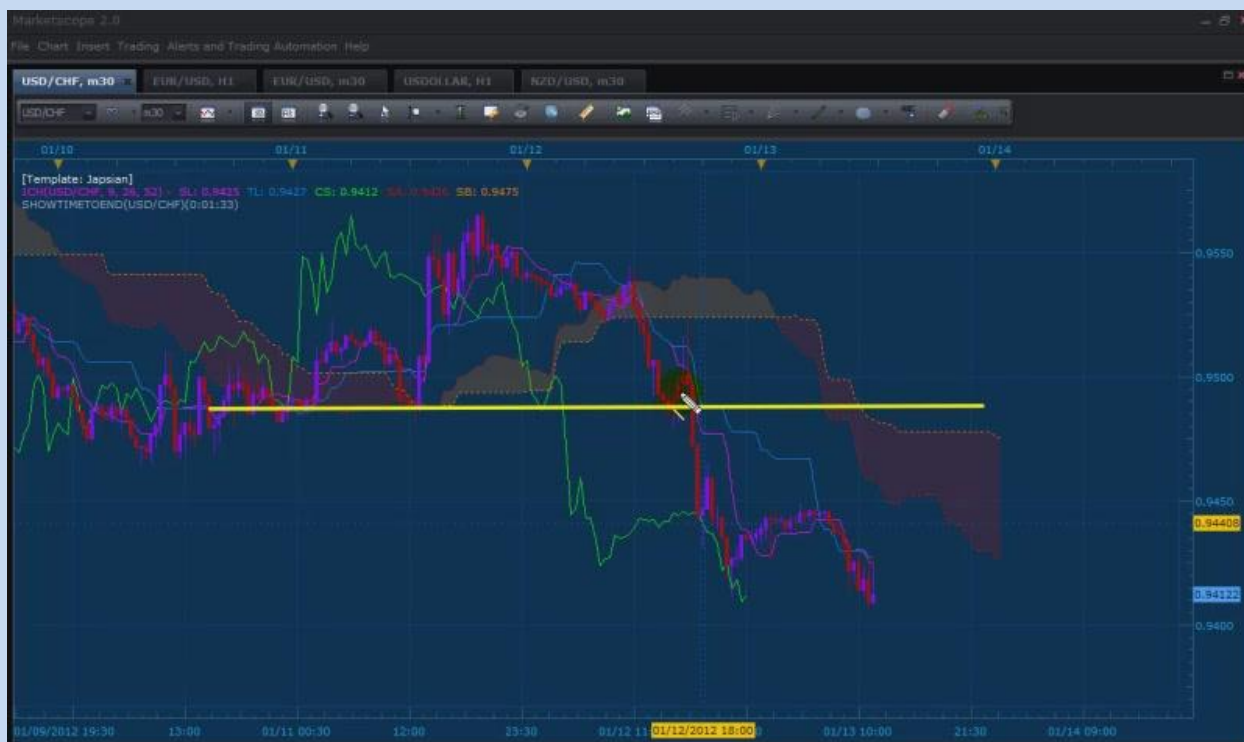 Marketscope 2.0
File Chart Insert Trading Alerts and Trading Automation Help
USD/CHF, m30 EUR/USD, H1 EUR/USD, m30 USDOLLAR, H1 NZD/USD, m30
USD/CHF m30
01/10 01/11 01/12 01/13 01/14
[Template: Japsian]
ICH(USD/CHF, 9, 26, 52) - SL: 0.9425 TL: 0.9427 CS: 0.9412 SA: 0.9426 SB: 0.9475
SHOWTIMETOEND(USD/CHF)(0:01:33)
0.9550
0.9500
0.9450
0.94408
0.94122
0.9400
01/09/2012 19:30 13:00 01/11 00:30 12:00 23:30 01/12 11: 01/12/2012 18:00 0 01/13 10:00 21:30 01/14 09:00